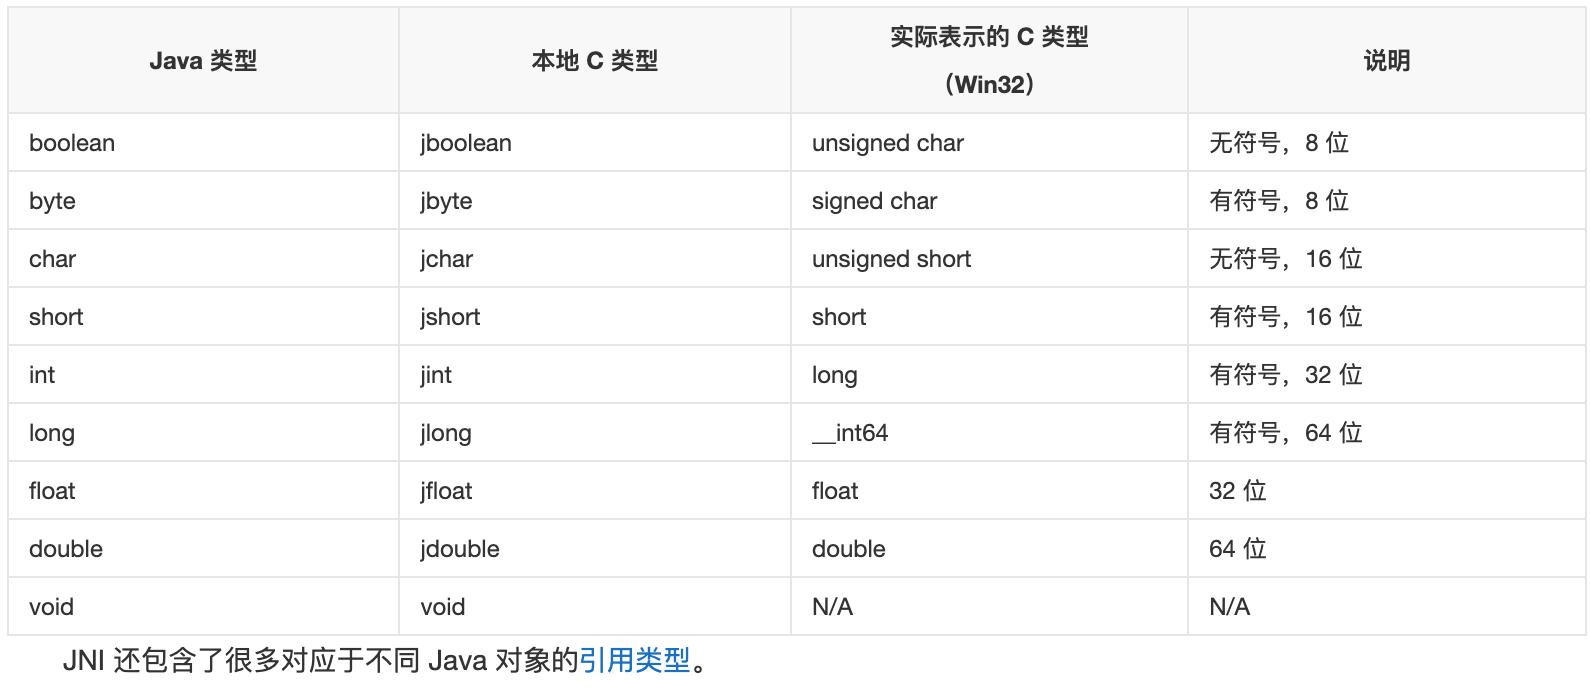 Java 类型 本地 C 类型 实际表示的 C 类型 说明
（Win32）
boolean jboolean unsigned char 无符号，8 位
byte jbyte signed char 有符号，8 位
char jchar unsigned short 无符号，16 位
short jshort short 有符号，16 位
int jint long 有符号，32 位
long jlong __int64 有符号，64 位
float jfloat float 32 位
double jdouble double 64 位
void void N/A N/A
JNI 还包含了很多对应于不同 Java 对象的引用类型。